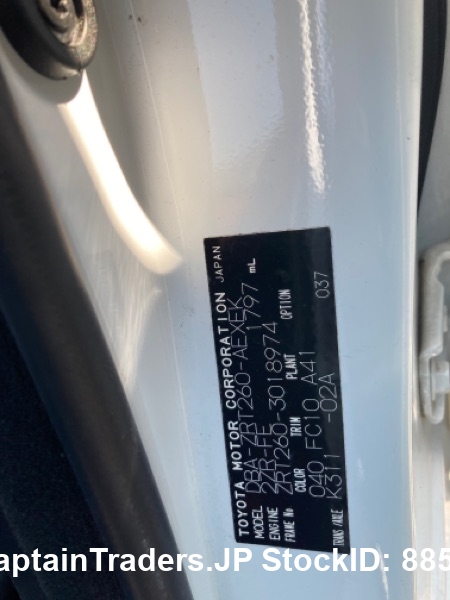 TOYOTA MOTOR CORPORATION JAPAN
MODEL DBA-ZRT260-AEXEK
ENGINE 2ZR-FE 1797 mL
FRAME No ZRT260-3018974
COLOR TRIM PLANT OPTION
040 FC10 A41 037
TRANS/AXLE K311 -02A
aptainTraders.JP StockID: 885